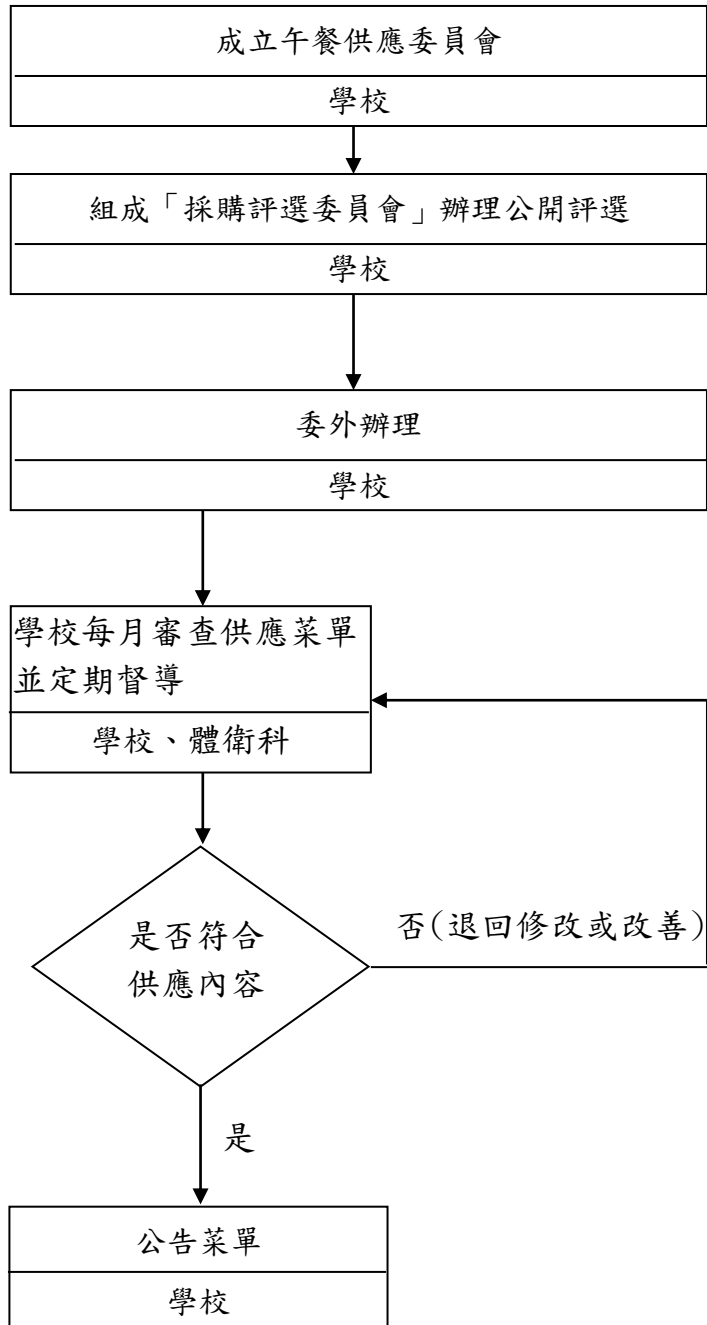 成立午餐供應委員會
學校
組成「採購評選委員會」辦理公開評選
學校
委外辦理
學校
學校每月審查供應菜單
並定期督導
學校、體衛科
是否符合
供應內容
否(退回修改或改善)
是
公告菜單
學校